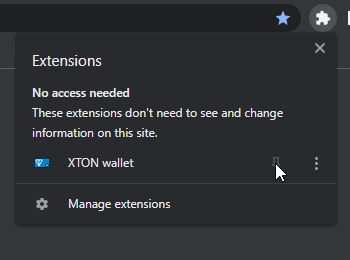 Extensions
No access needed
These extensions don't need to see and change
information on this site.
XTON wallet
Manage extensions